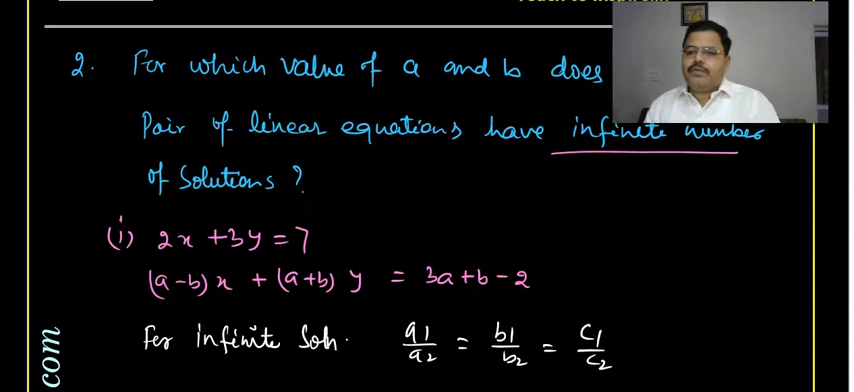 2. For which value of a and b does
Pair of linear equations have infinite number
of Solutions ?
(i) 2x + 3y = 7
(a-b) x + (a+b) y = 3a + b - 2
For infinite Soln. a1/a2 = b1/b2 = c1/c2
com